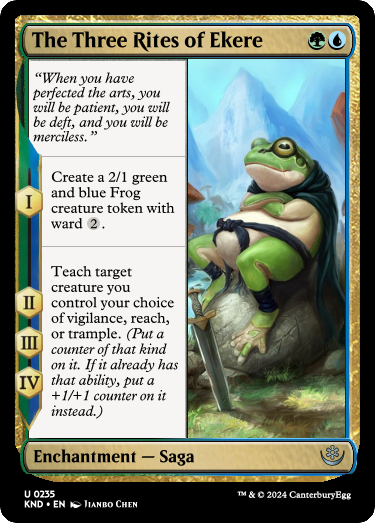 The Three Rites of Ekere
“When you have
perfected the arts, you
will be patient, you will
be deft, and you will be
merciless.”
I
Create a 2/1 green
and blue Frog
creature token with
ward 2.
II
III
IV
Teach target
creature you
control your choice
of vigilance, reach,
or trample. (Put a
counter of that kind
on it. If it already has
that ability, put a
+1/+1 counter on it
instead.)
Enchantment — Saga
U 0235
KND • EN Jianbo Chen
™ & © 2024 CanterburyEgg